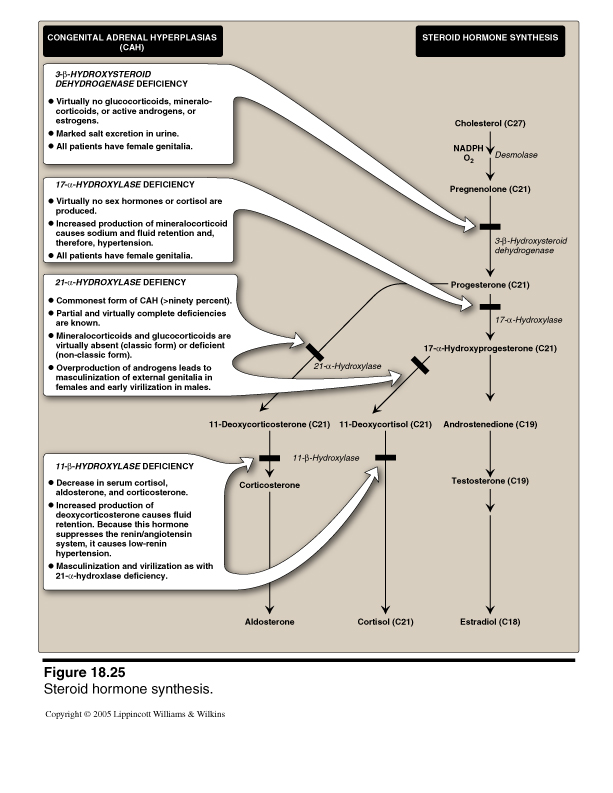 CONGENITAL ADRENAL HYPERPLASIAS
(CAH)
STEROID HORMONE SYNTHESIS
3-β-HYDROXYSTEROID
DEHYDROGENASE DEFICIENCY
● Virtually no glucocorticoids, mineralo-
corticoids, or active androgens, or
estrogens.
● Marked salt excretion in urine.
● All patients have female genitalia.
17-α-HYDROXYLASE DEFICIENCY
● Virtually no sex hormones or cortisol are
produced.
● Increased production of mineralocorticoid
causes sodium and fluid retention and,
therefore, hypertension.
● All patients have female genitalia.
21-α-HYDROXYLASE DEFIENCY
● Commonest form of CAH (>ninety percent).
● Partial and virtually complete deficiencies
are known.
● Mineralocorticoids and glucocorticoids are
virtually absent (classic form) or deficient
(non-classic form).
● Overproduction of androgens leads to
masculinization of external genitalia in
females and early virilization in males.
11-β-HYDROXYLASE DEFICIENCY
● Decrease in serum cortisol,
aldosterone, and corticosterone.
● Increased production of
deoxycorticosterone causes fluid
retention. Because this hormone
suppresses the renin/angiotensin
system, it causes low-renin
hypertension.
● Masculinization and virilization as with
21-α-hydroxlase deficiency.
Cholesterol (C27)
NADPH
O2
Desmolase
Pregnenolone (C21)
3-β-Hydroxysteroid
dehydrogenase
Progesterone (C21)
17-α-Hydroxylase
17-α-Hydroxyprogesterone (C21)
21-α-Hydroxylase
11-Deoxycorticosterone (C21)
11-Deoxycortisol (C21)
Androstenedione (C19)
11-β-Hydroxylase
Corticosterone
Testosterone (C19)
Aldosterone
Cortisol (C21)
Estradiol (C18)
Figure 18.25
Steroid hormone synthesis.
Copyright © 2005 Lippincott Williams & Wilkins